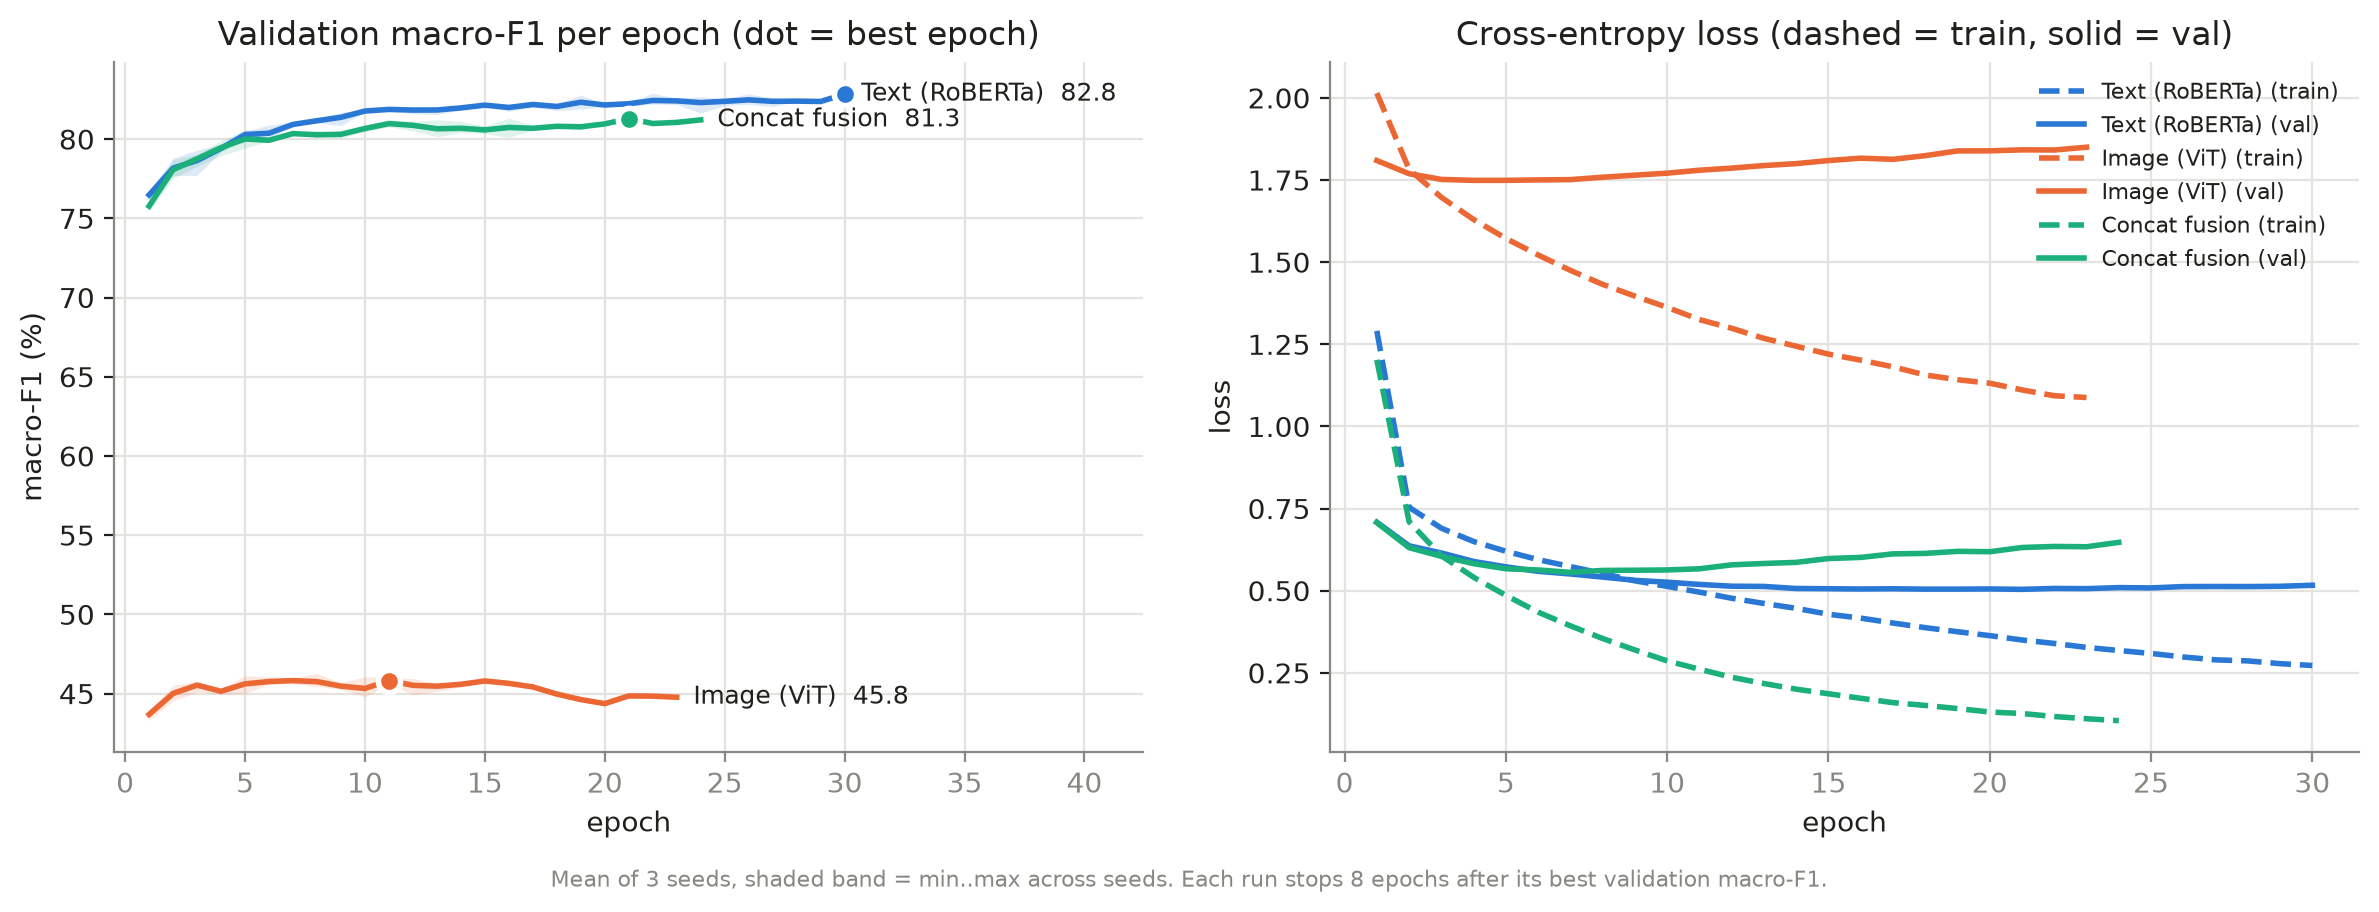 Validation macro-F1 per epoch (dot = best epoch)
macro-F1 (%)
80
75
70
65
60
55
50
45
Text (RoBERTa) 82.8
Concat fusion 81.3
Image (ViT) 45.8
0 5 10 15 20 25 30 35 40
epoch
Cross-entropy loss (dashed = train, solid = val)
loss
2.00
1.75
1.50
1.25
1.00
0.75
0.50
0.25
Text (RoBERTa) (train)
Text (RoBERTa) (val)
Image (ViT) (train)
Image (ViT) (val)
Concat fusion (train)
Concat fusion (val)
0 5 10 15 20 25 30
epoch
Mean of 3 seeds, shaded band = min..max across seeds. Each run stops 8 epochs after its best validation macro-F1.